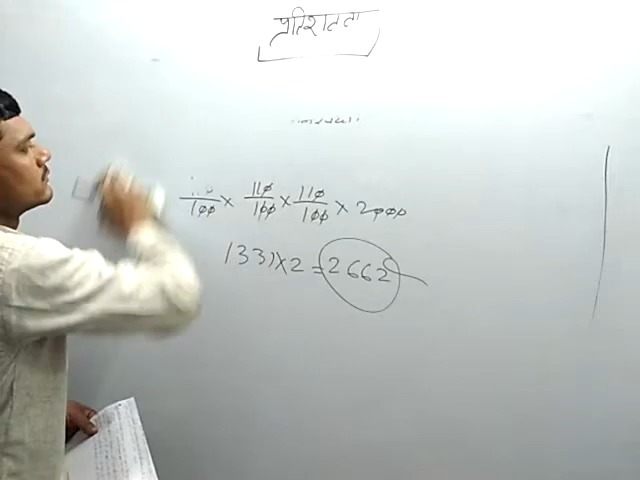 प्रतिशतता
110/100 × 110/100 × 110/100 × 2000
1331×2 = 2662